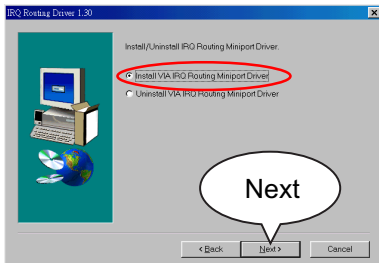 IRQ Routing Driver 1.30
Install/Uninstall IRQ Routing Miniport Driver.
Install VIA IRQ Routing Miniport Driver
Uninstall VIA IRQ Routing Miniport Driver
Next
< Back
Next >
Cancel